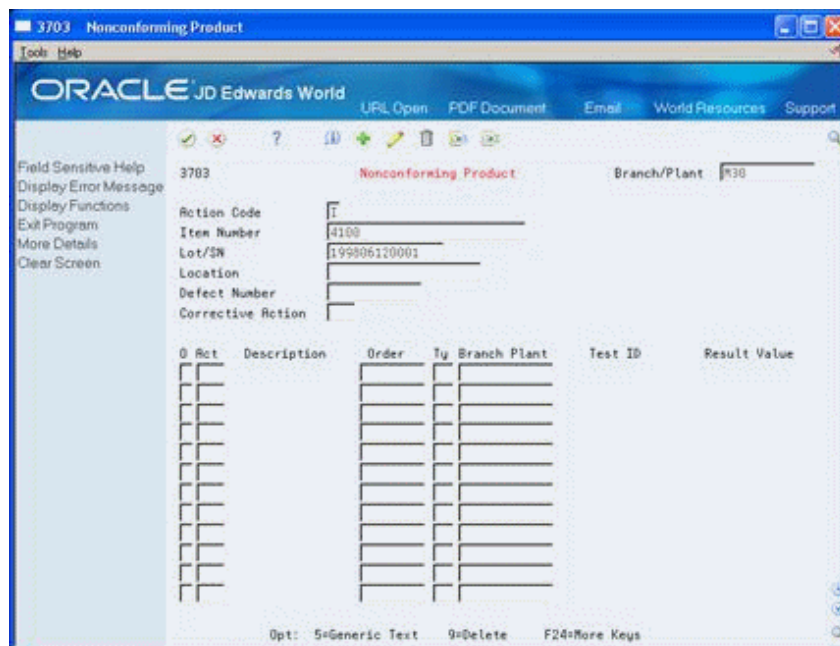 3703 Nonconforming Product
Tools Help
ORACLE JD Edwards World
URL Open PDF Document Email World Resources Support
Field Sensitive Help
Display Error Message
Display Functions
Exit Program
More Details
Clear Screen
3703 Nonconforming Product Branch/Plant M30
Action Code I
Item Number 4100
Lot/SN 199806120001
Location
Defect Number
Corrective Action
O Act Description Order Ty Branch Plant Test ID Result Value
Opt: 5=Generic Text 9=Delete F24=More Keys